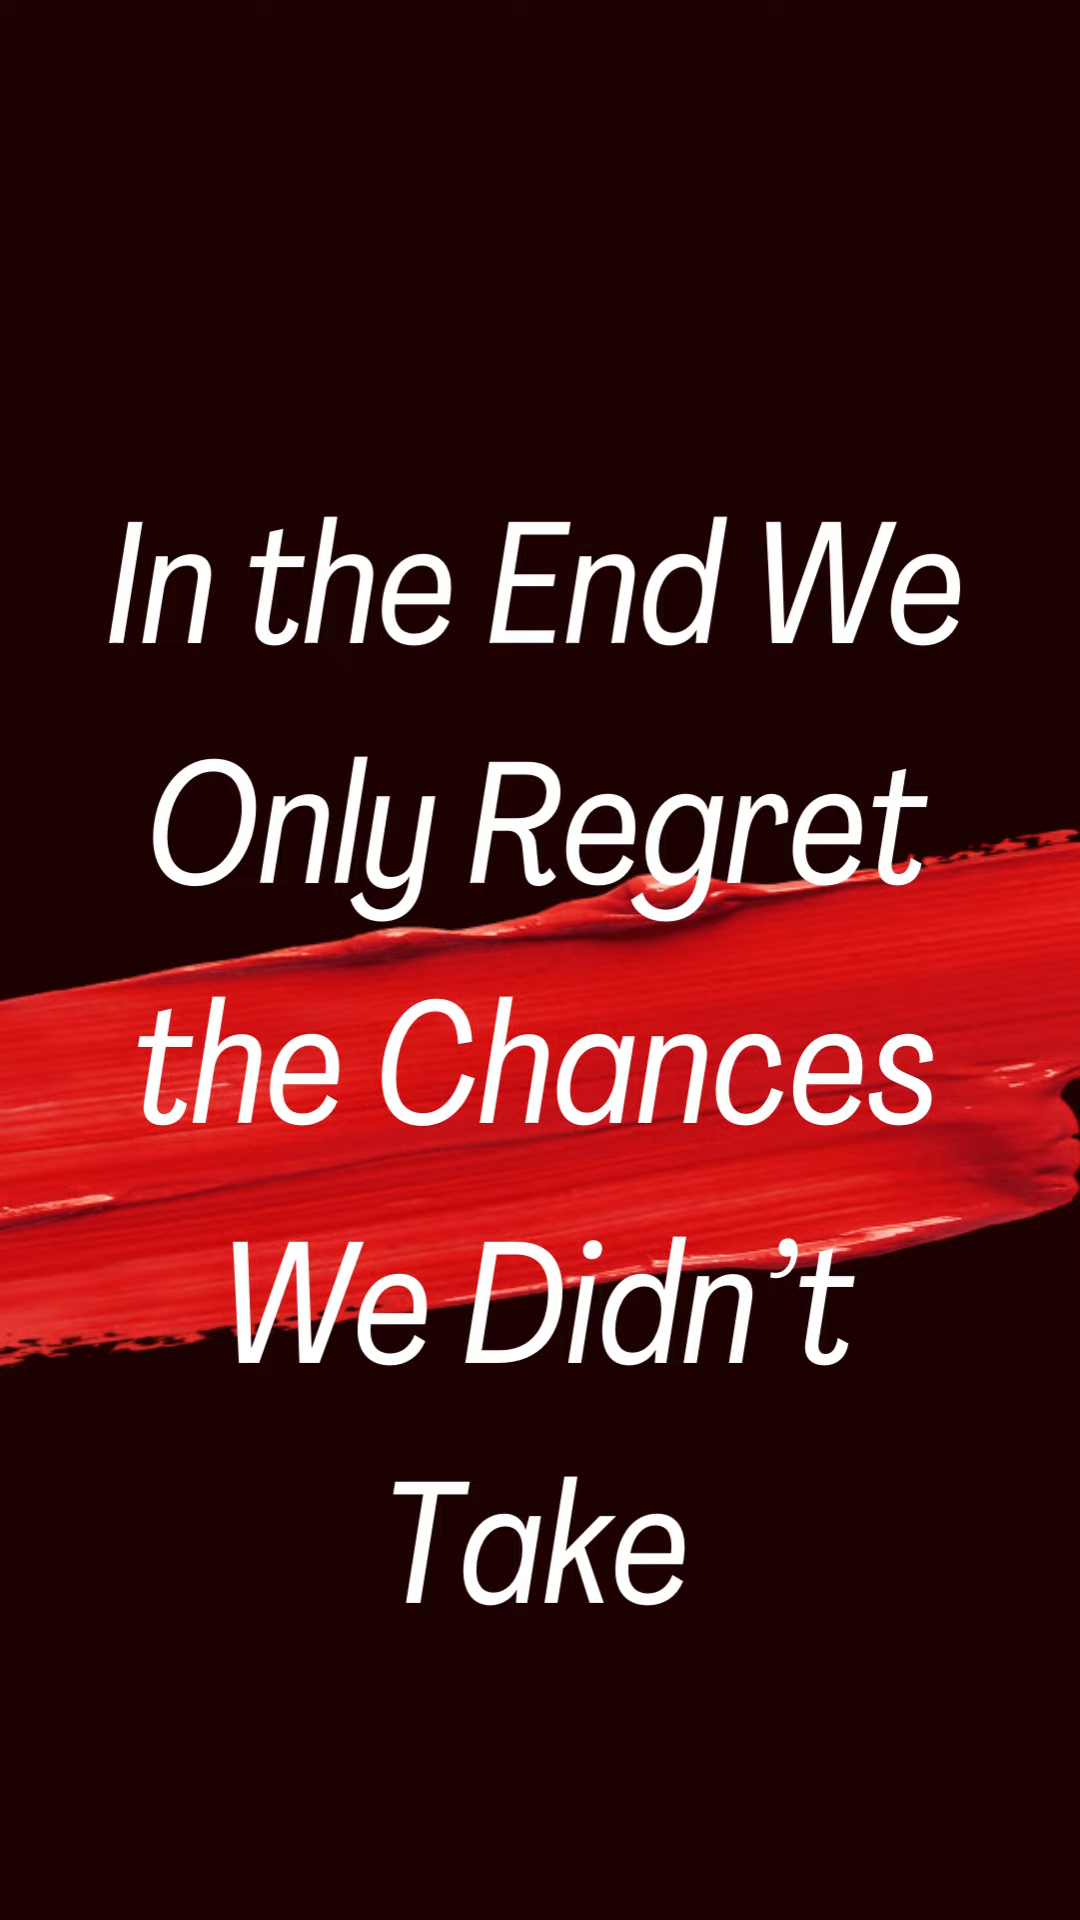 In the End We
Only Regret
the Chances
We Didn’t
Take